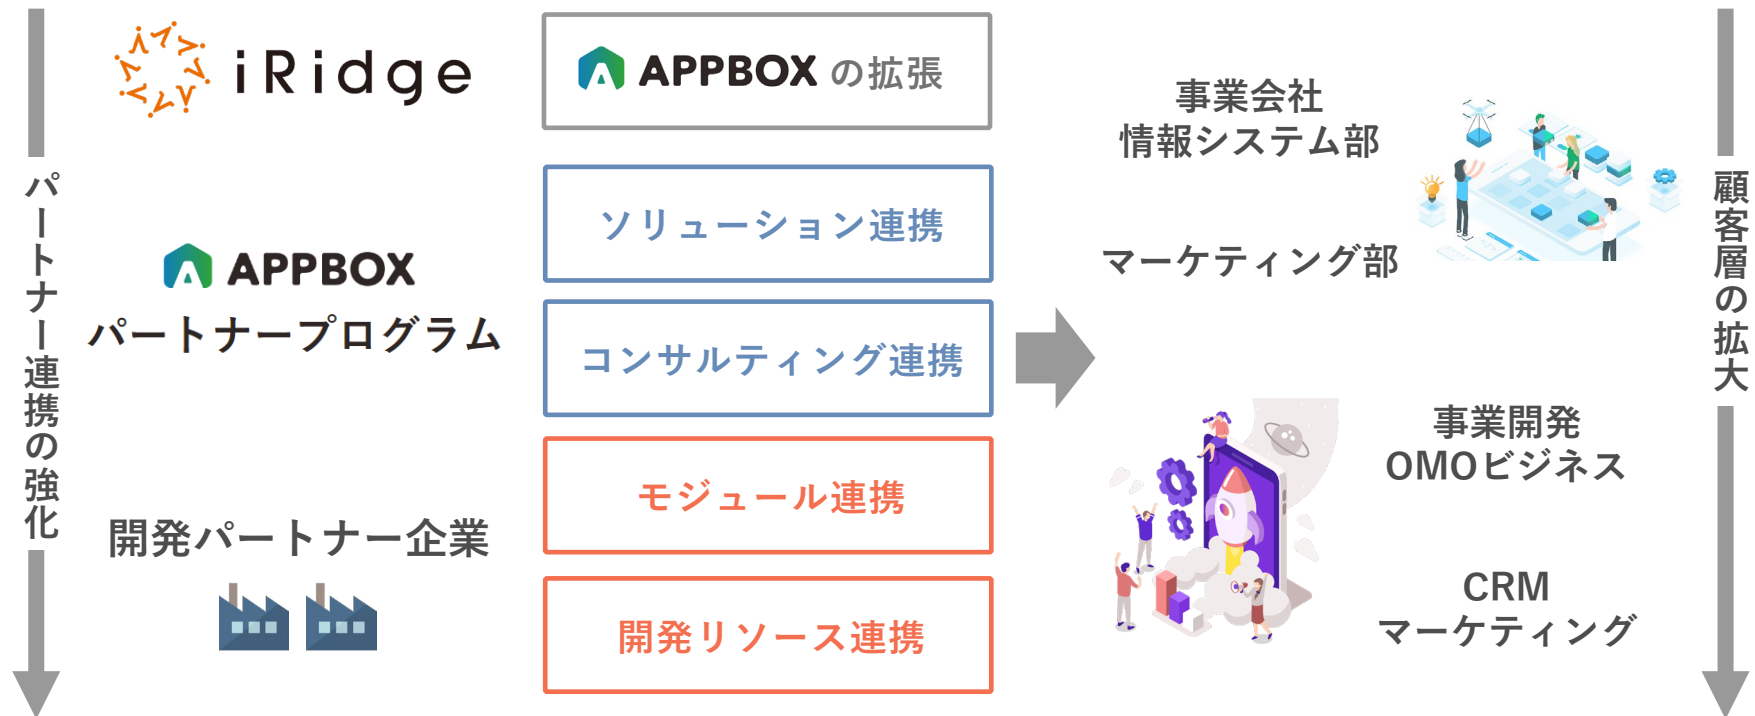 パートナー連携の強化
iRidge
APPBOX
パートナープログラム
開発パートナー企業
APPBOX の拡張
ソリューション連携
コンサルティング連携
モジュール連携
開発リソース連携
事業会社
情報システム部
マーケティング部
事業開発
OMOビジネス
CRM
マーケティング
顧客層の拡大